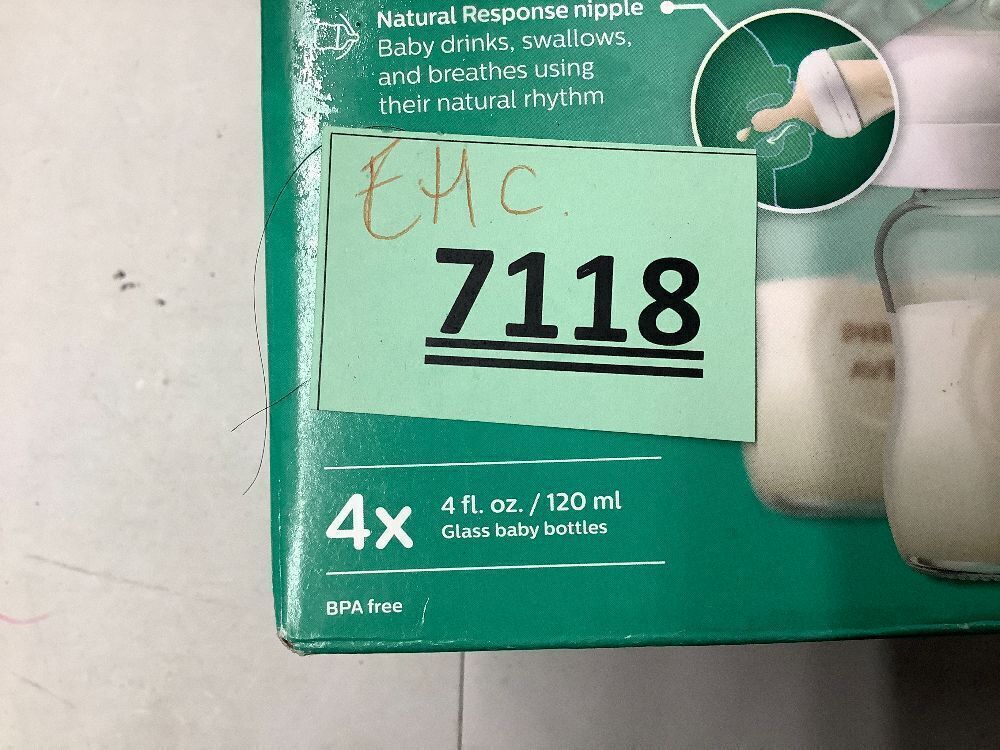 Natural Response nipple
Baby drinks, swallows,
and breathes using
their natural rhythm
EHC.
7118
4x
4 fl. oz. / 120 ml
Glass baby bottles
BPA free